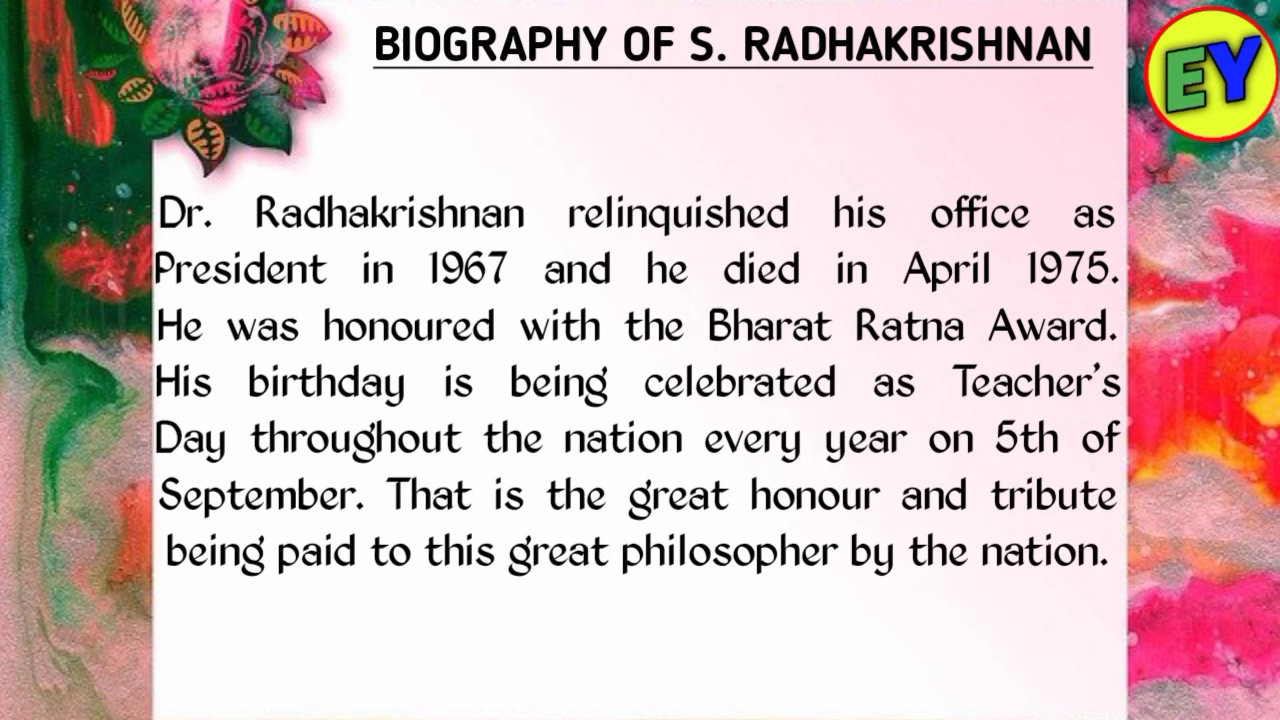 BIOGRAPHY OF S. RADHAKRISHNAN
EY
Dr. Radhakrishnan relinquished his office as
President in 1967 and he died in April 1975.
He was honoured with the Bharat Ratna Award.
His birthday is being celebrated as Teacher's
Day throughout the nation every year on 5th of
September. That is the great honour and tribute
being paid to this great philosopher by the nation.